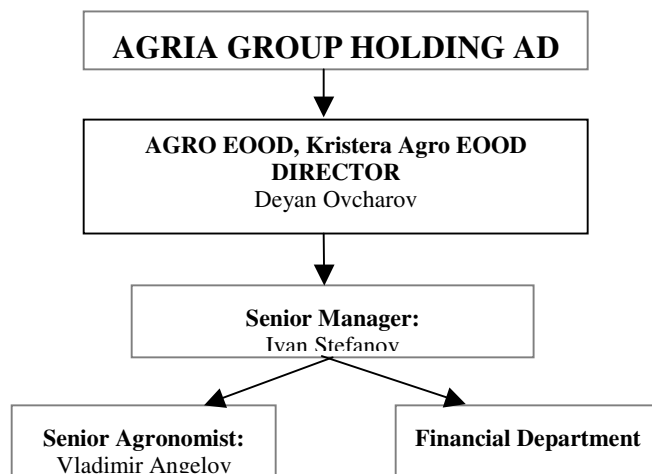 AGRIA GROUP HOLDING AD
AGRO EOOD, Kristera Agro EOOD
DIRECTOR
Deyan Ovcharov
Senior Manager:
Ivan Stefanov
Senior Agronomist:
Vladimir Angelov
Financial Department